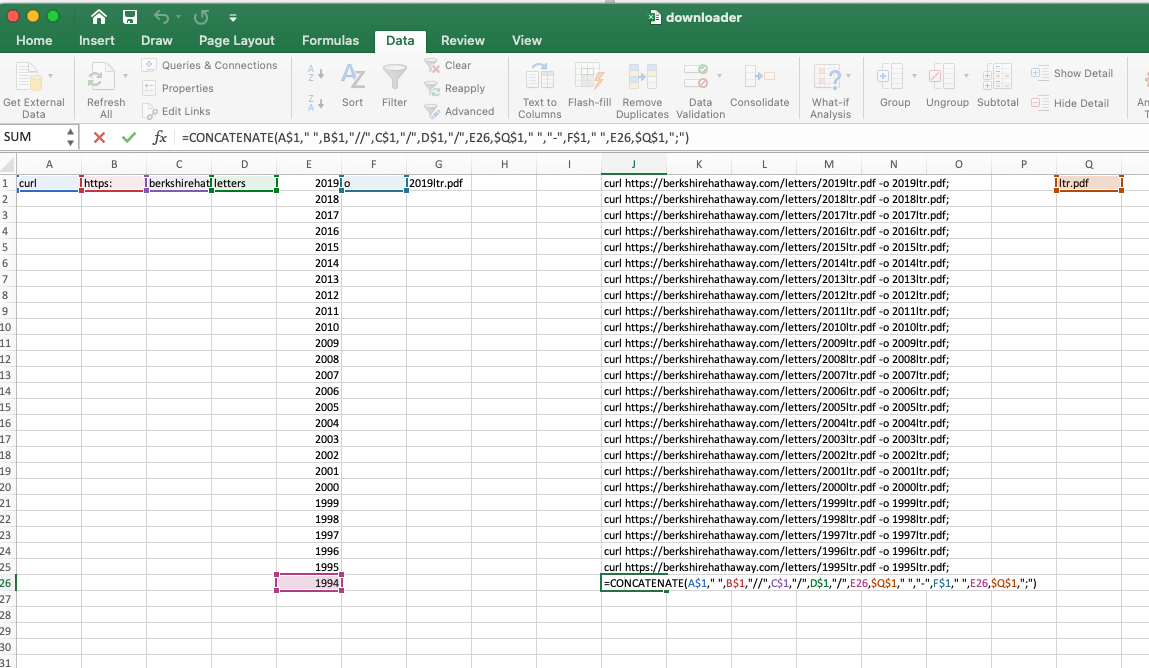 downloader
Home Insert Draw Page Layout Formulas Data Review View
Get External Data
Refresh All
Queries & Connections
Properties
Edit Links
Sort
Filter
Clear
Reapply
Advanced
Text to Columns
Flash-fill
Remove Duplicates
Data Validation
Consolidate
What-if Analysis
Group
Ungroup
Subtotal
Show Detail
Hide Detail
SUM fx =CONCATENATE(A$1," ",B$1,"//",C$1,"/",D$1,"/",E26,$Q$1," ","-",F$1," ",E26,$Q$1,";")
A B C D E F G H I J K L M N O P Q
1 curl https: berkshirehat letters 2019 o 2019ltr.pdf curl https://berkshirehathaway.com/letters/2019ltr.pdf -o 2019ltr.pdf; ltr.pdf
2 2018 curl https://berkshirehathaway.com/letters/2018ltr.pdf -o 2018ltr.pdf;
3 2017 curl https://berkshirehathaway.com/letters/2017ltr.pdf -o 2017ltr.pdf;
4 2016 curl https://berkshirehathaway.com/letters/2016ltr.pdf -o 2016ltr.pdf;
5 2015 curl https://berkshirehathaway.com/letters/2015ltr.pdf -o 2015ltr.pdf;
6 2014 curl https://berkshirehathaway.com/letters/2014ltr.pdf -o 2014ltr.pdf;
7 2013 curl https://berkshirehathaway.com/letters/2013ltr.pdf -o 2013ltr.pdf;
8 2012 curl https://berkshirehathaway.com/letters/2012ltr.pdf -o 2012ltr.pdf;
9 2011 curl https://berkshirehathaway.com/letters/2011ltr.pdf -o 2011ltr.pdf;
10 2010 curl https://berkshirehathaway.com/letters/2010ltr.pdf -o 2010ltr.pdf;
11 2009 curl https://berkshirehathaway.com/letters/2009ltr.pdf -o 2009ltr.pdf;
12 2008 curl https://berkshirehathaway.com/letters/2008ltr.pdf -o 2008ltr.pdf;
13 2007 curl https://berkshirehathaway.com/letters/2007ltr.pdf -o 2007ltr.pdf;
14 2006 curl https://berkshirehathaway.com/letters/2006ltr.pdf -o 2006ltr.pdf;
15 2005 curl https://berkshirehathaway.com/letters/2005ltr.pdf -o 2005ltr.pdf;
16 2004 curl https://berkshirehathaway.com/letters/2004ltr.pdf -o 2004ltr.pdf;
17 2003 curl https://berkshirehathaway.com/letters/2003ltr.pdf -o 2003ltr.pdf;
18 2002 curl https://berkshirehathaway.com/letters/2002ltr.pdf -o 2002ltr.pdf;
19 2001 curl https://berkshirehathaway.com/letters/2001ltr.pdf -o 2001ltr.pdf;
20 2000 curl https://berkshirehathaway.com/letters/2000ltr.pdf -o 2000ltr.pdf;
21 1999 curl https://berkshirehathaway.com/letters/1999ltr.pdf -o 1999ltr.pdf;
22 1998 curl https://berkshirehathaway.com/letters/1998ltr.pdf -o 1998ltr.pdf;
23 1997 curl https://berkshirehathaway.com/letters/1997ltr.pdf -o 1997ltr.pdf;
24 1996 curl https://berkshirehathaway.com/letters/1996ltr.pdf -o 1996ltr.pdf;
25 1995 curl https://berkshirehathaway.com/letters/1995ltr.pdf -o 1995ltr.pdf;
26 1994 =CONCATENATE(A$1," ",B$1,"//",C$1,"/",D$1,"/",E26,$Q$1," ","-",F$1," ",E26,$Q$1,";")
27
28
29
30
31